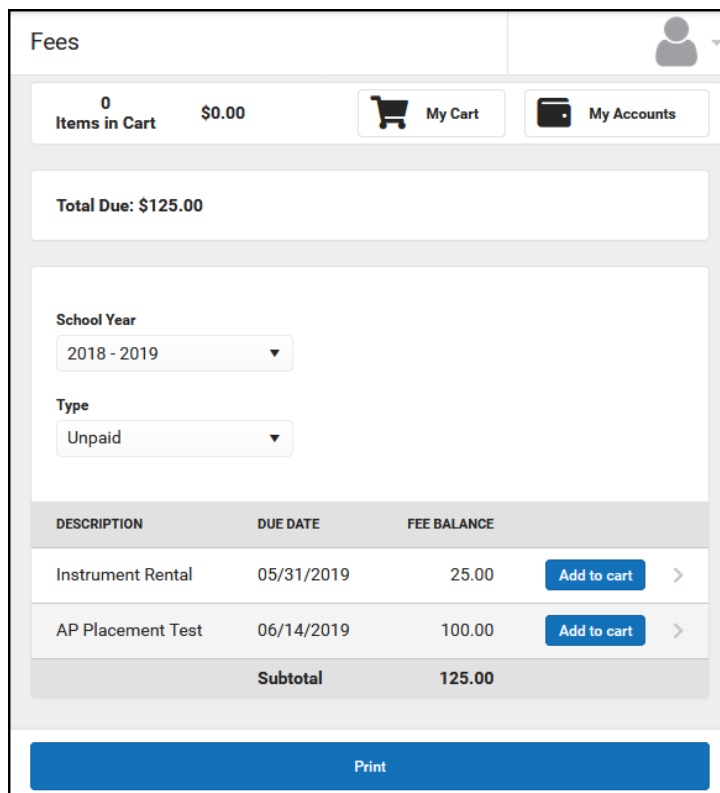 Fees
0
Items in Cart
$0.00
My Cart
My Accounts
Total Due: $125.00
School Year
2018 - 2019
Type
Unpaid
DESCRIPTION DUE DATE FEE BALANCE
Instrument Rental 05/31/2019 25.00 Add to cart
AP Placement Test 06/14/2019 100.00 Add to cart
Subtotal 125.00
Print